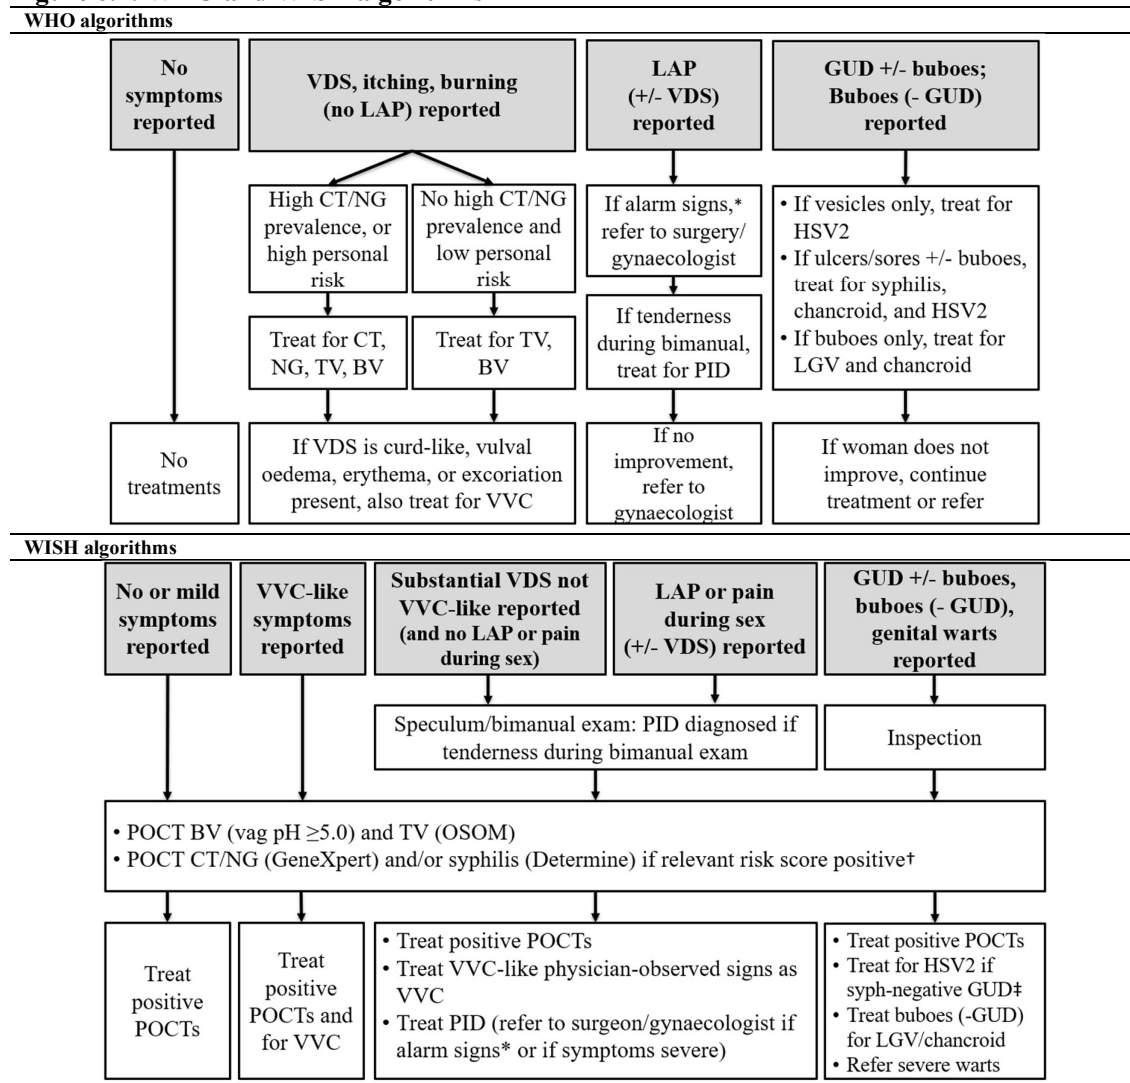 WHO algorithms
No
symptoms
reported
VDS, itching, burning
(no LAP) reported
LAP
(+/- VDS)
reported
GUD +/- buboes;
Buboes (- GUD)
reported
High CT/NG
prevalence, or
high personal
risk
No high CT/NG
prevalence and
low personal
risk
If alarm signs,*
refer to surgery/
gynaecologist
• If vesicles only, treat for
HSV2
• If ulcers/sores +/- buboes,
treat for syphilis,
chancroid, and HSV2
• If buboes only, treat for
LGV and chancroid
Treat for CT,
NG, TV, BV
Treat for TV,
BV
If tenderness
during bimanual,
treat for PID
No
treatments
If VDS is curd-like, vulval
oedema, erythema, or excoriation
present, also treat for VVC
If no
improvement,
refer to
gynaecologist
If woman does not
improve, continue
treatment or refer
WISH algorithms
No or mild
symptoms
reported
VVC-like
symptoms
reported
Substantial VDS not
VVC-like reported
(and no LAP or pain
during sex)
LAP or pain
during sex
(+/- VDS) reported
GUD +/- buboes,
buboes (- GUD),
genital warts
reported
Speculum/bimanual exam: PID diagnosed if
tenderness during bimanual exam
Inspection
• POCT BV (vag pH ≥5.0) and TV (OSOM)
• POCT CT/NG (GeneXpert) and/or syphilis (Determine) if relevant risk score positive†
Treat
positive
POCTs
Treat
positive
POCTs and
for VVC
• Treat positive POCTs
• Treat VVC-like physician-observed signs as
VVC
• Treat PID (refer to surgeon/gynaecologist if
alarm signs* or if symptoms severe)
• Treat positive POCTs
• Treat for HSV2 if
syph-negative GUD‡
• Treat buboes (-GUD)
for LGV/chancroid
• Refer severe warts